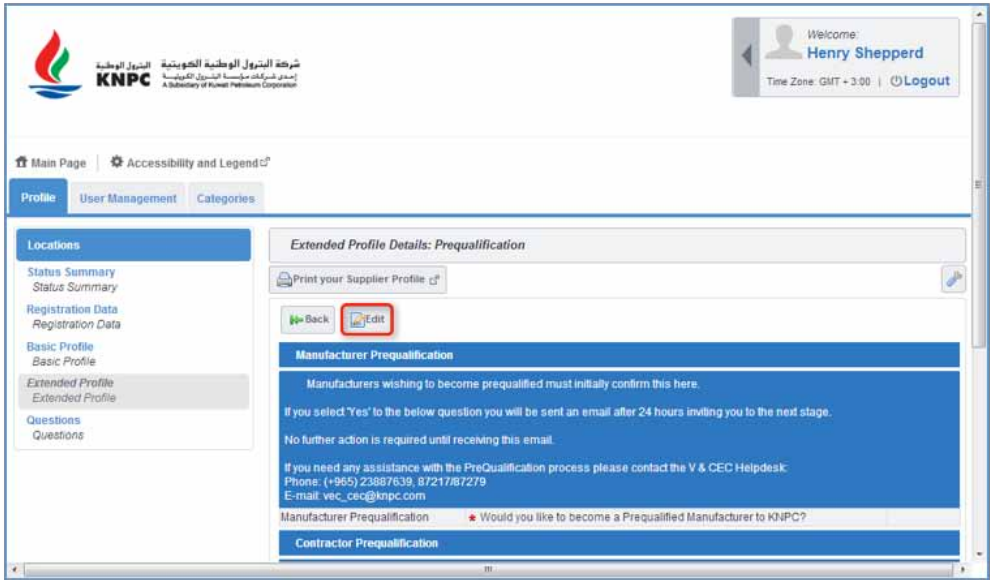 البترول الوطنية
KNPC
شركة البترول الوطنية الكويتية
إحدى شركات مؤسسة البترول الكويتية
A Subsidiary of Kuwait Petroleum Corporation
Welcome:
Henry Shepperd
Time Zone: GMT + 3:00 | Logout
Main Page | Accessibility and Legend
Profile User Management Categories
Locations
Status Summary
Status Summary
Registration Data
Registration Data
Basic Profile
Basic Profile
Extended Profile
Extended Profile
Questions
Questions
Extended Profile Details: Prequalification
Print your Supplier Profile
Back Edit
Manufacturer Prequalification
Manufacturers wishing to become prequalified must initially confirm this here.
If you select 'Yes' to the below question you will be sent an email after 24 hours inviting you to the next stage.
No further action is required until receiving this email.
If you need any assistance with the PreQualification process please contact the V & CEC Helpdesk:
Phone: (+965) 23887639, 87217/87279
E-mail: vec_cec@knpc.com
Manufacturer Prequalification ★ Would you like to become a Prequalified Manufacturer to KNPC?
Contractor Prequalification